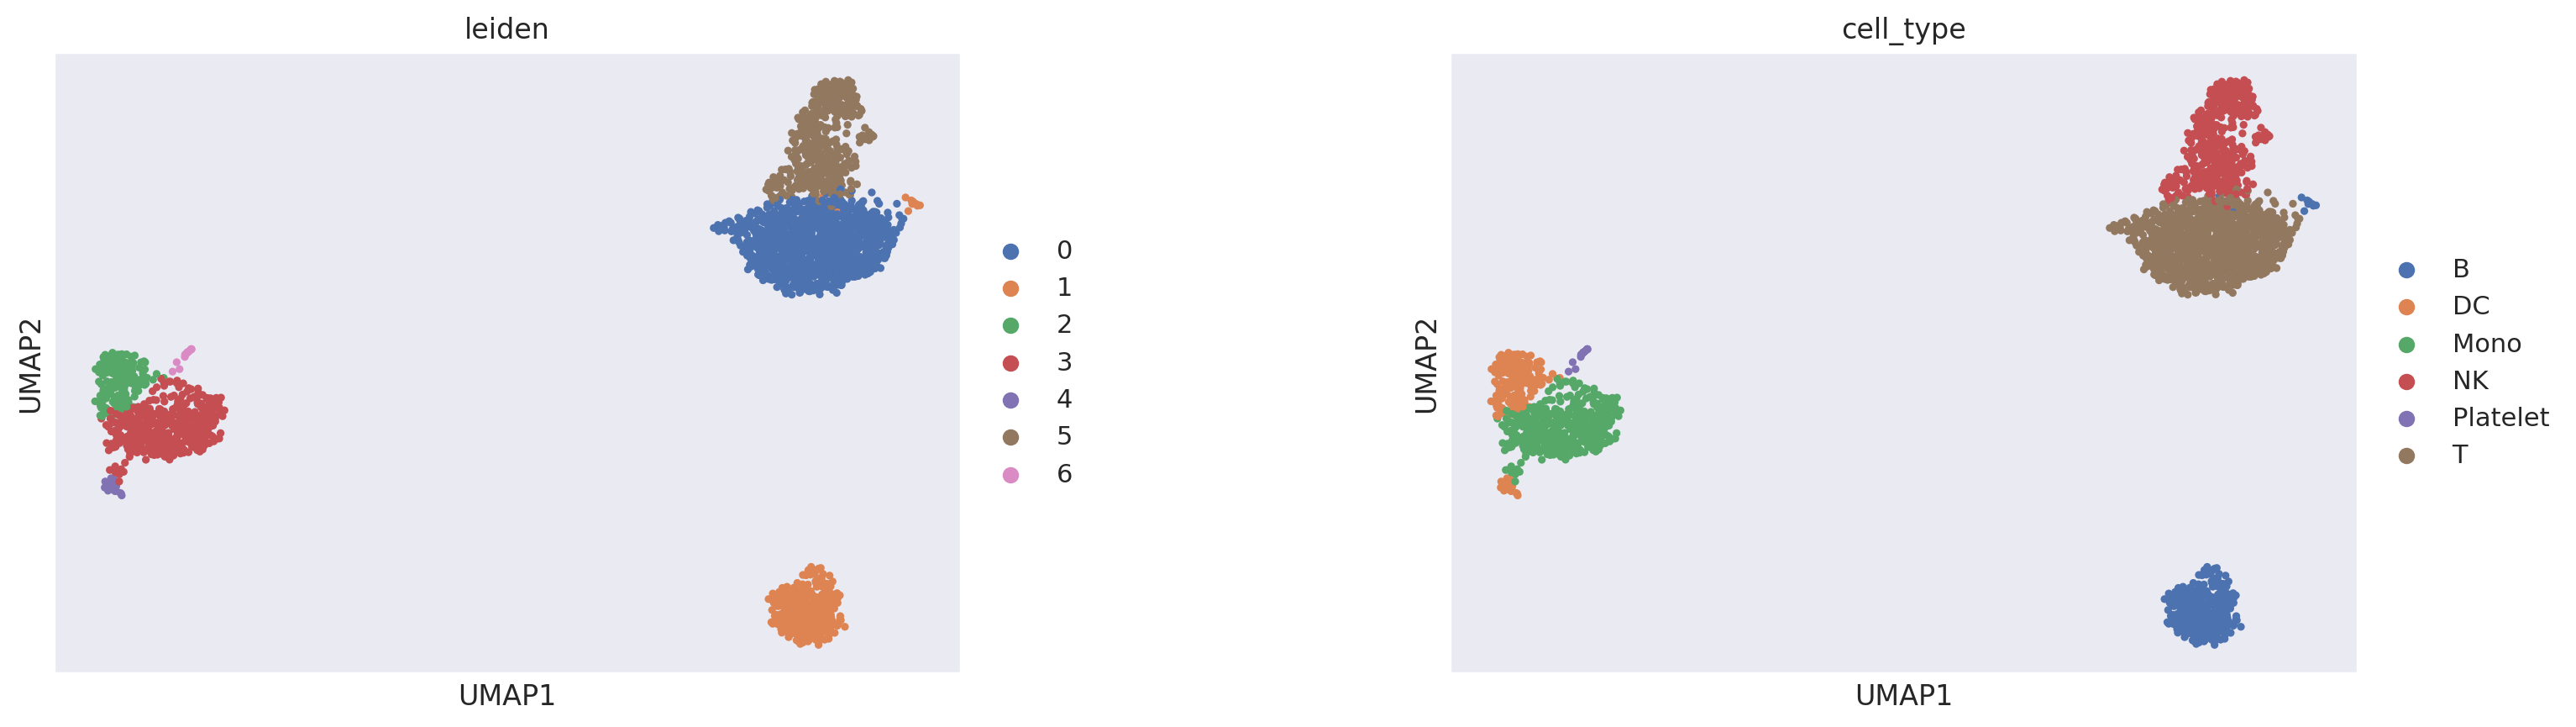 leiden
UMAP2
UMAP1
0
1
2
3
4
5
6
cell_type
UMAP2
UMAP1
B
DC
Mono
NK
Platelet
T